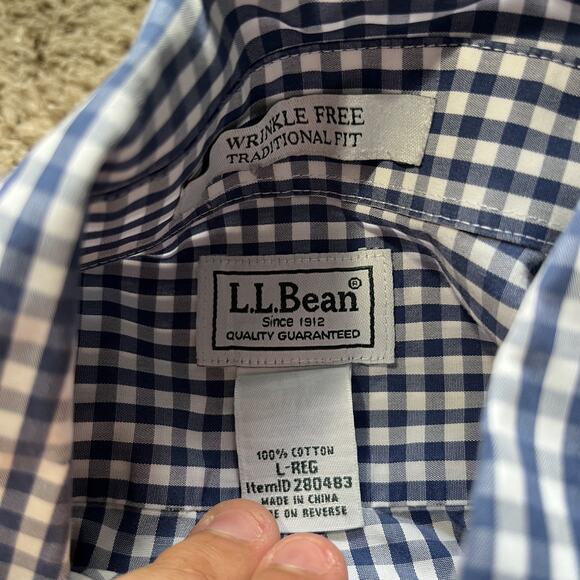 WRINKLE FREE
TRADITIONAL FIT
L.L.Bean®
Since 1912
QUALITY GUARANTEED
100% COTTON
L-REG
ItemID 280483
MADE IN CHINA
ON REVERSE